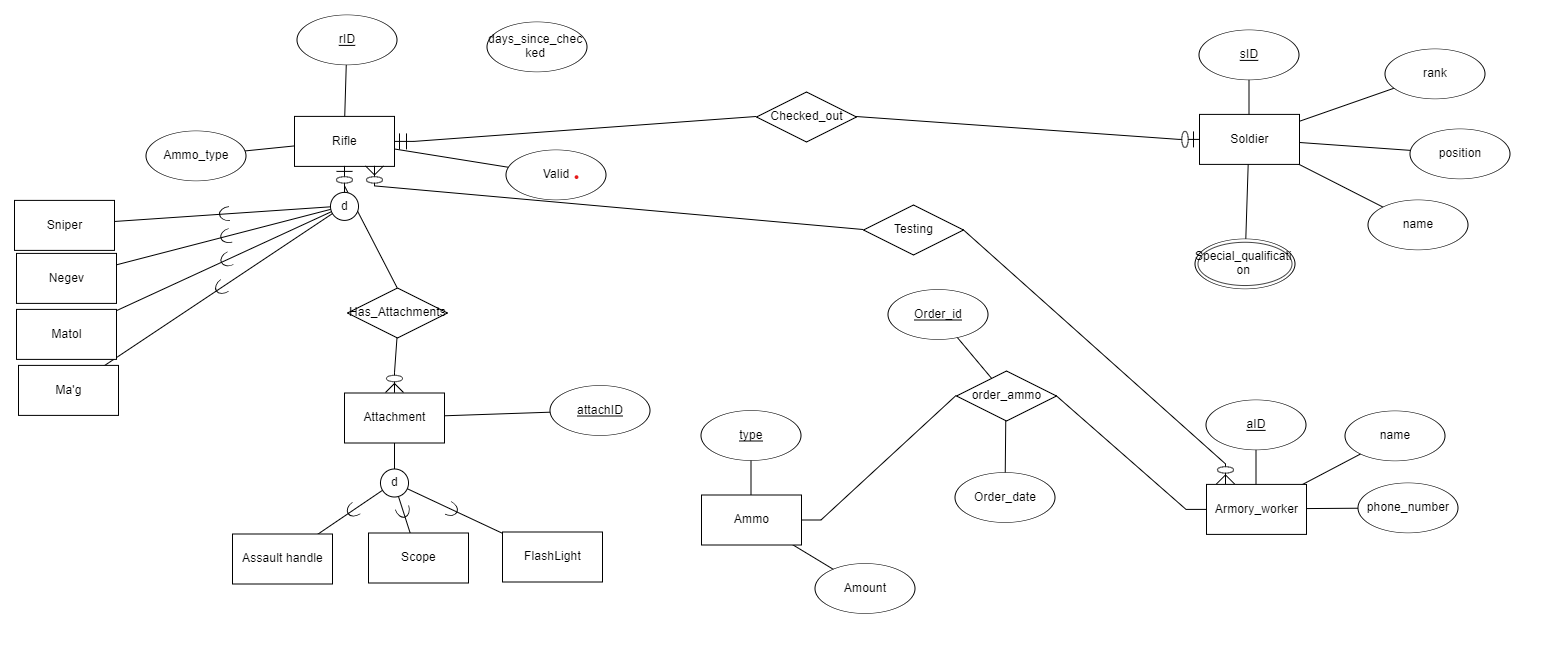 rID
days_since_chec
ked
sID
rank
Checked_out
Rifle
Soldier
Ammo_type
position
Valid
d
Sniper
name
Testing
Special_qualificati
on
Negev
Has_Attachments
Order_id
Matol
Ma'g
order_ammo
attachID
Attachment
aID
name
type
d
Order_date
phone_number
Armory_worker
Ammo
Assault handle
Scope
FlashLight
Amount